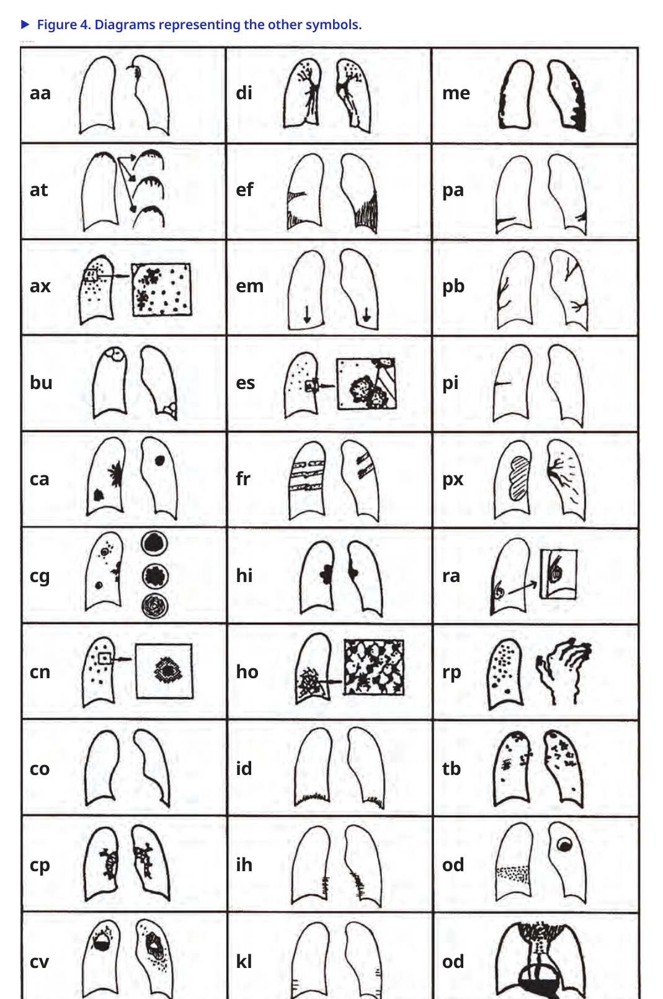 ▶ Figure 4. Diagrams representing the other symbols.
aa di me
at ef pa
ax em pb
bu es pi
ca fr px
cg hi ra
cn ho rp
co id tb
cp ih od
cv kl od